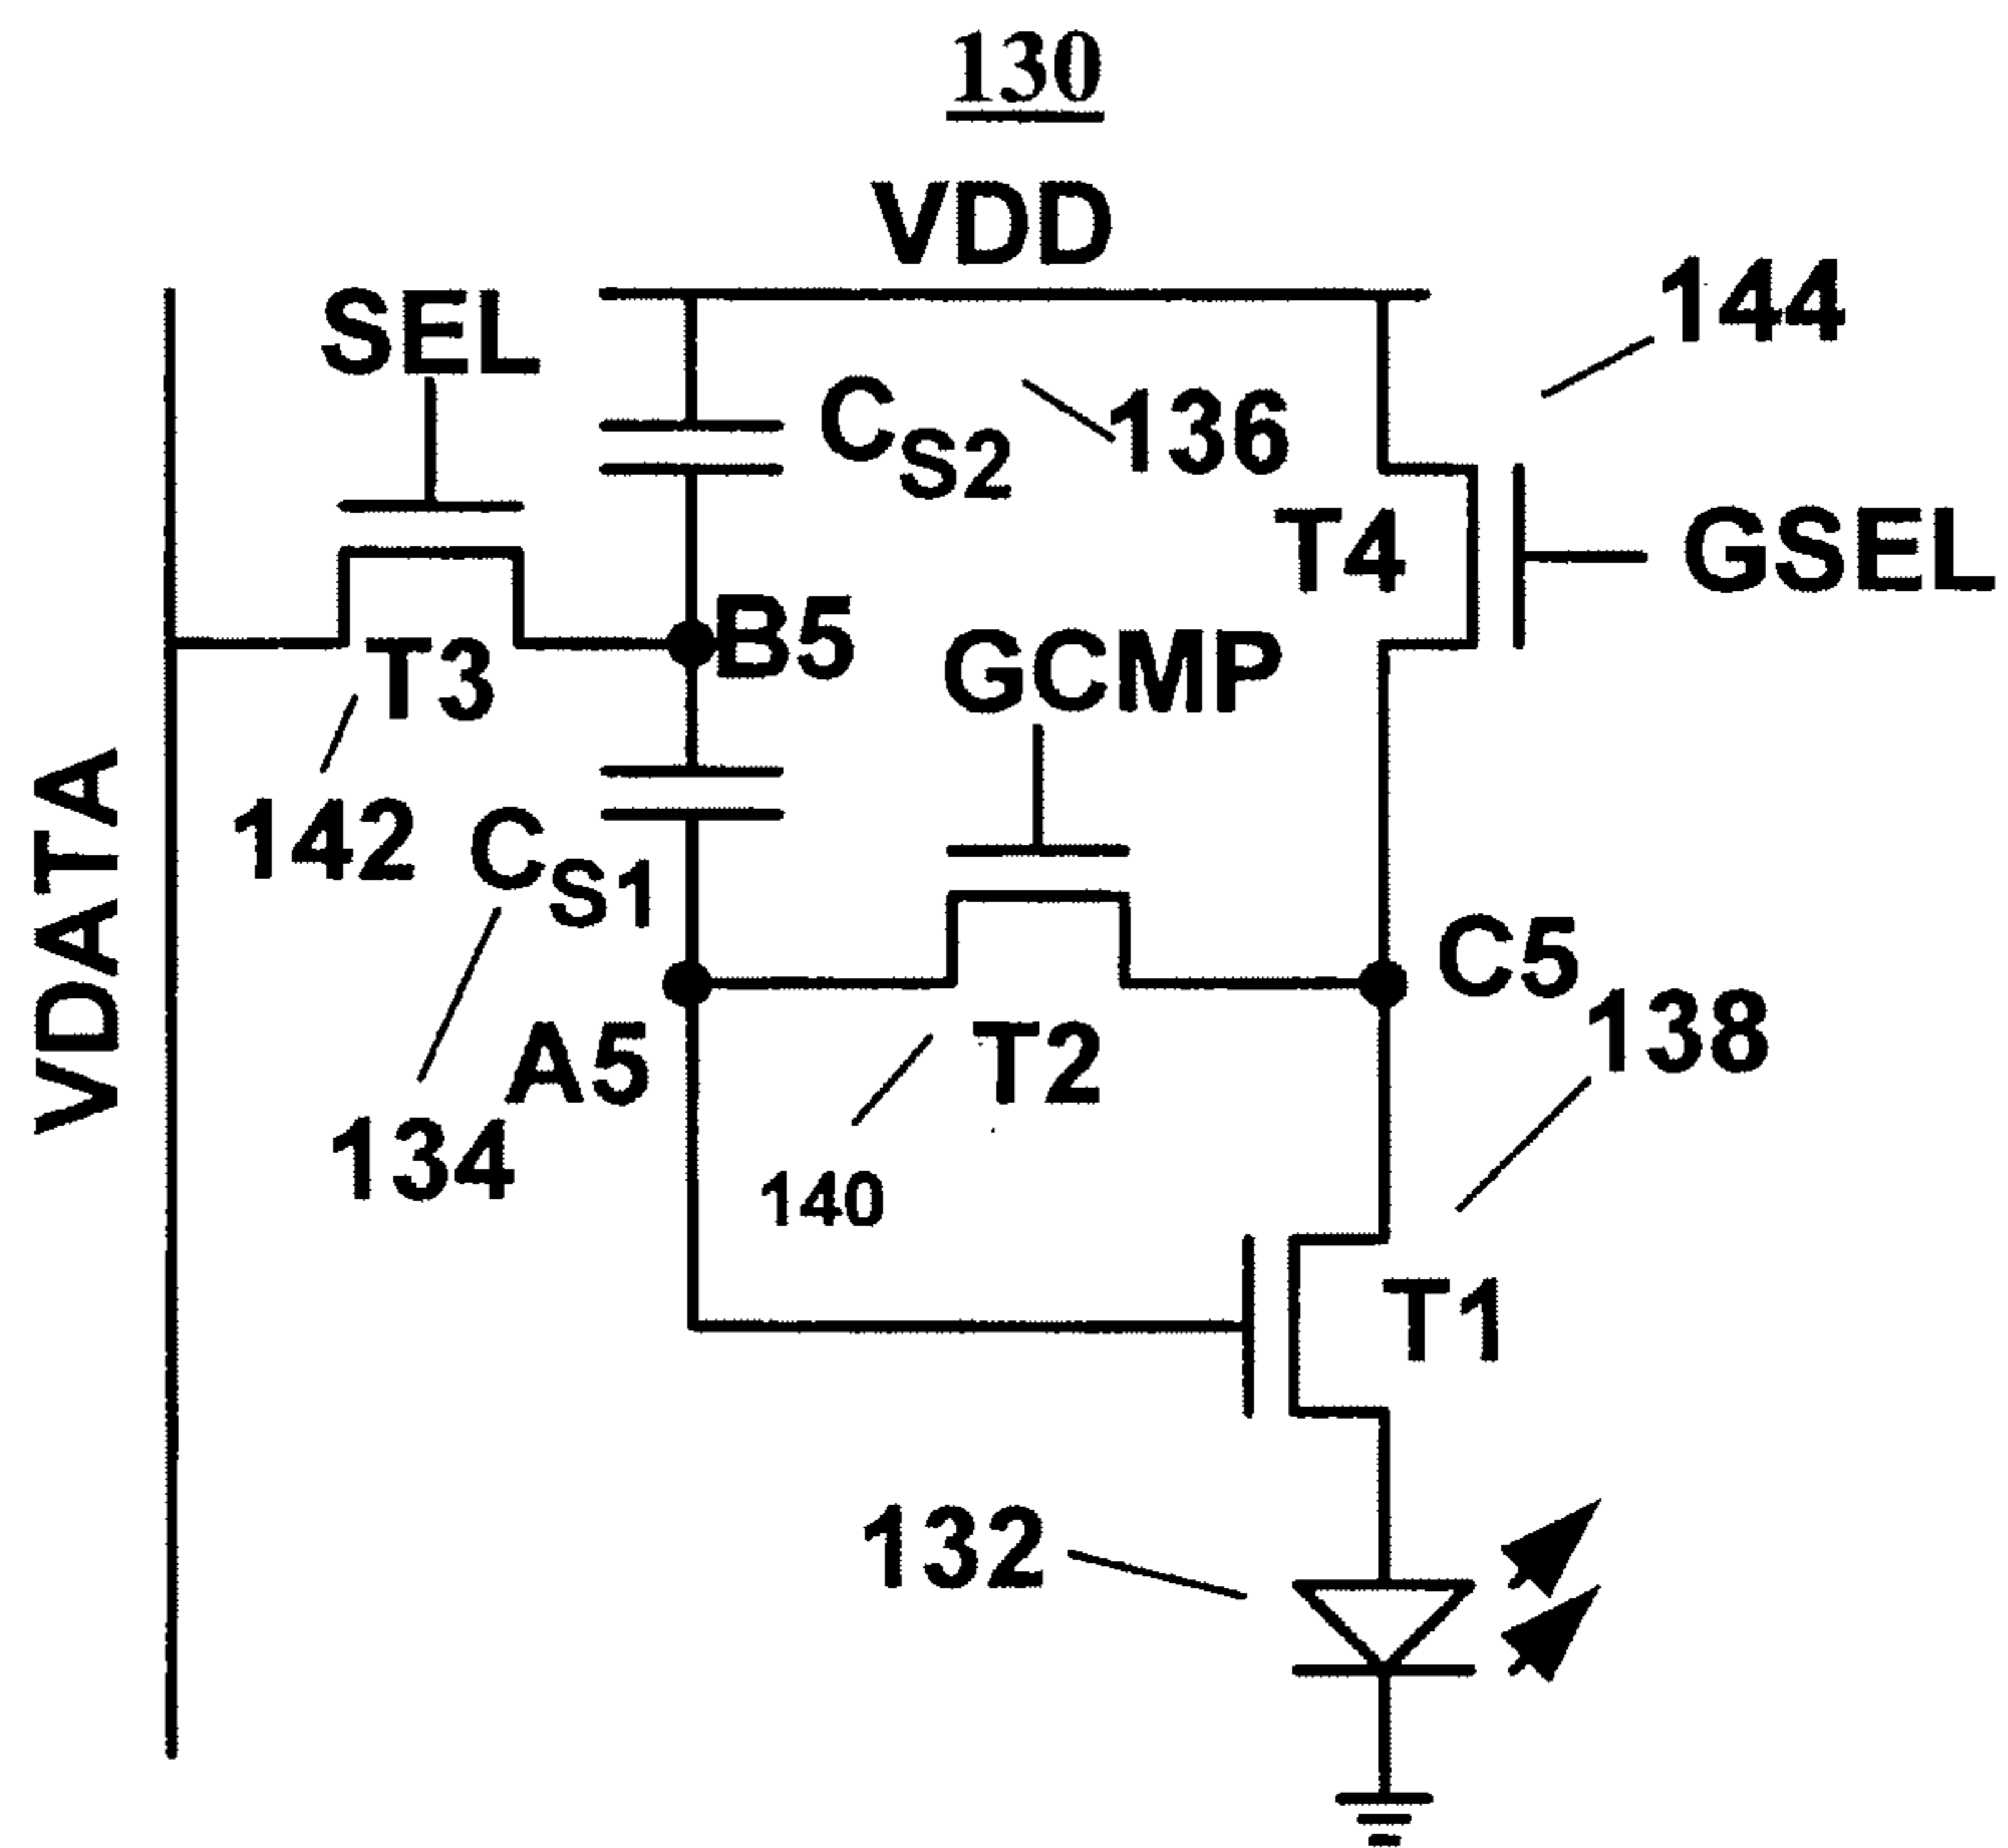 130
VDD
SEL
144
CS2
136
T4
GSEL
B5
T3
GCMP
VDATA
142
CS1
C5
138
A5
T2
134
140
T1
132